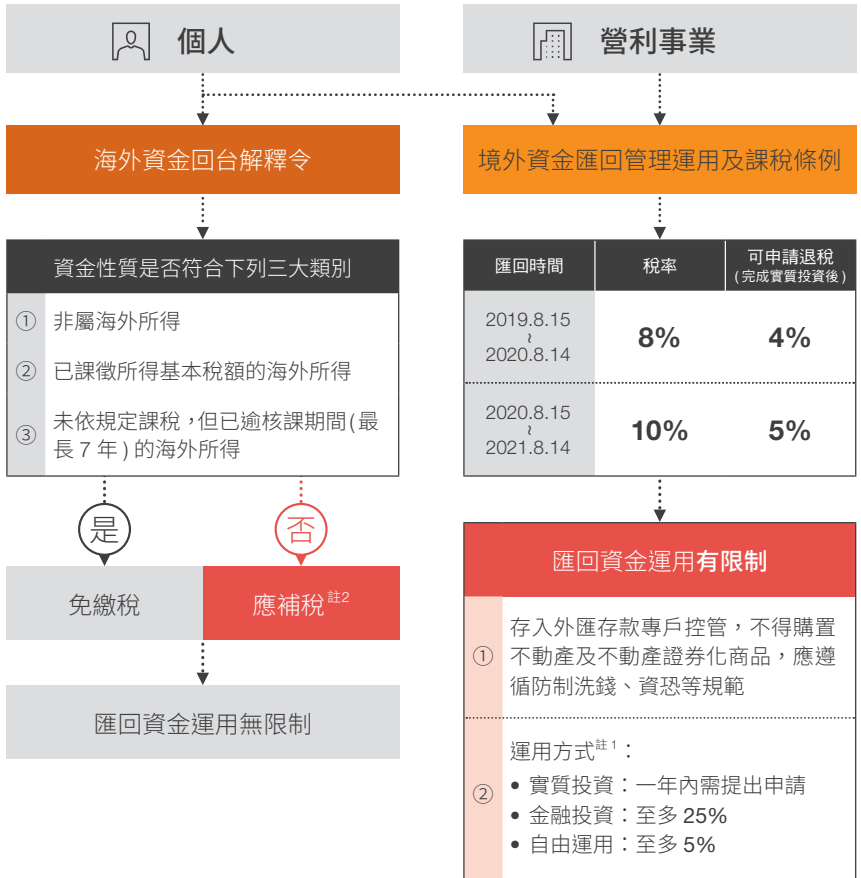 個人
營利事業
海外資金回台解釋令
境外資金匯回管理運用及課稅條例
資金性質是否符合下列三大類別
① 非屬海外所得
② 已課徵所得基本稅額的海外所得
③ 未依規定課稅，但已逾核課期間(最
長 7 年)的海外所得
是
否
免繳稅
應補稅 註2
匯回資金運用無限制
匯回時間 稅率 可申請退稅
(完成實質投資後)
2019.8.15
~
2020.8.14
8% 4%
2020.8.15
~
2021.8.14
10% 5%
匯回資金運用有限制
① 存入外匯存款專戶控管，不得購置
不動產及不動產證券化商品，應遵
循防制洗錢、資恐等規範
② 運用方式註1：
• 實質投資：一年內需提出申請
• 金融投資：至多 25%
• 自由運用：至多 5%